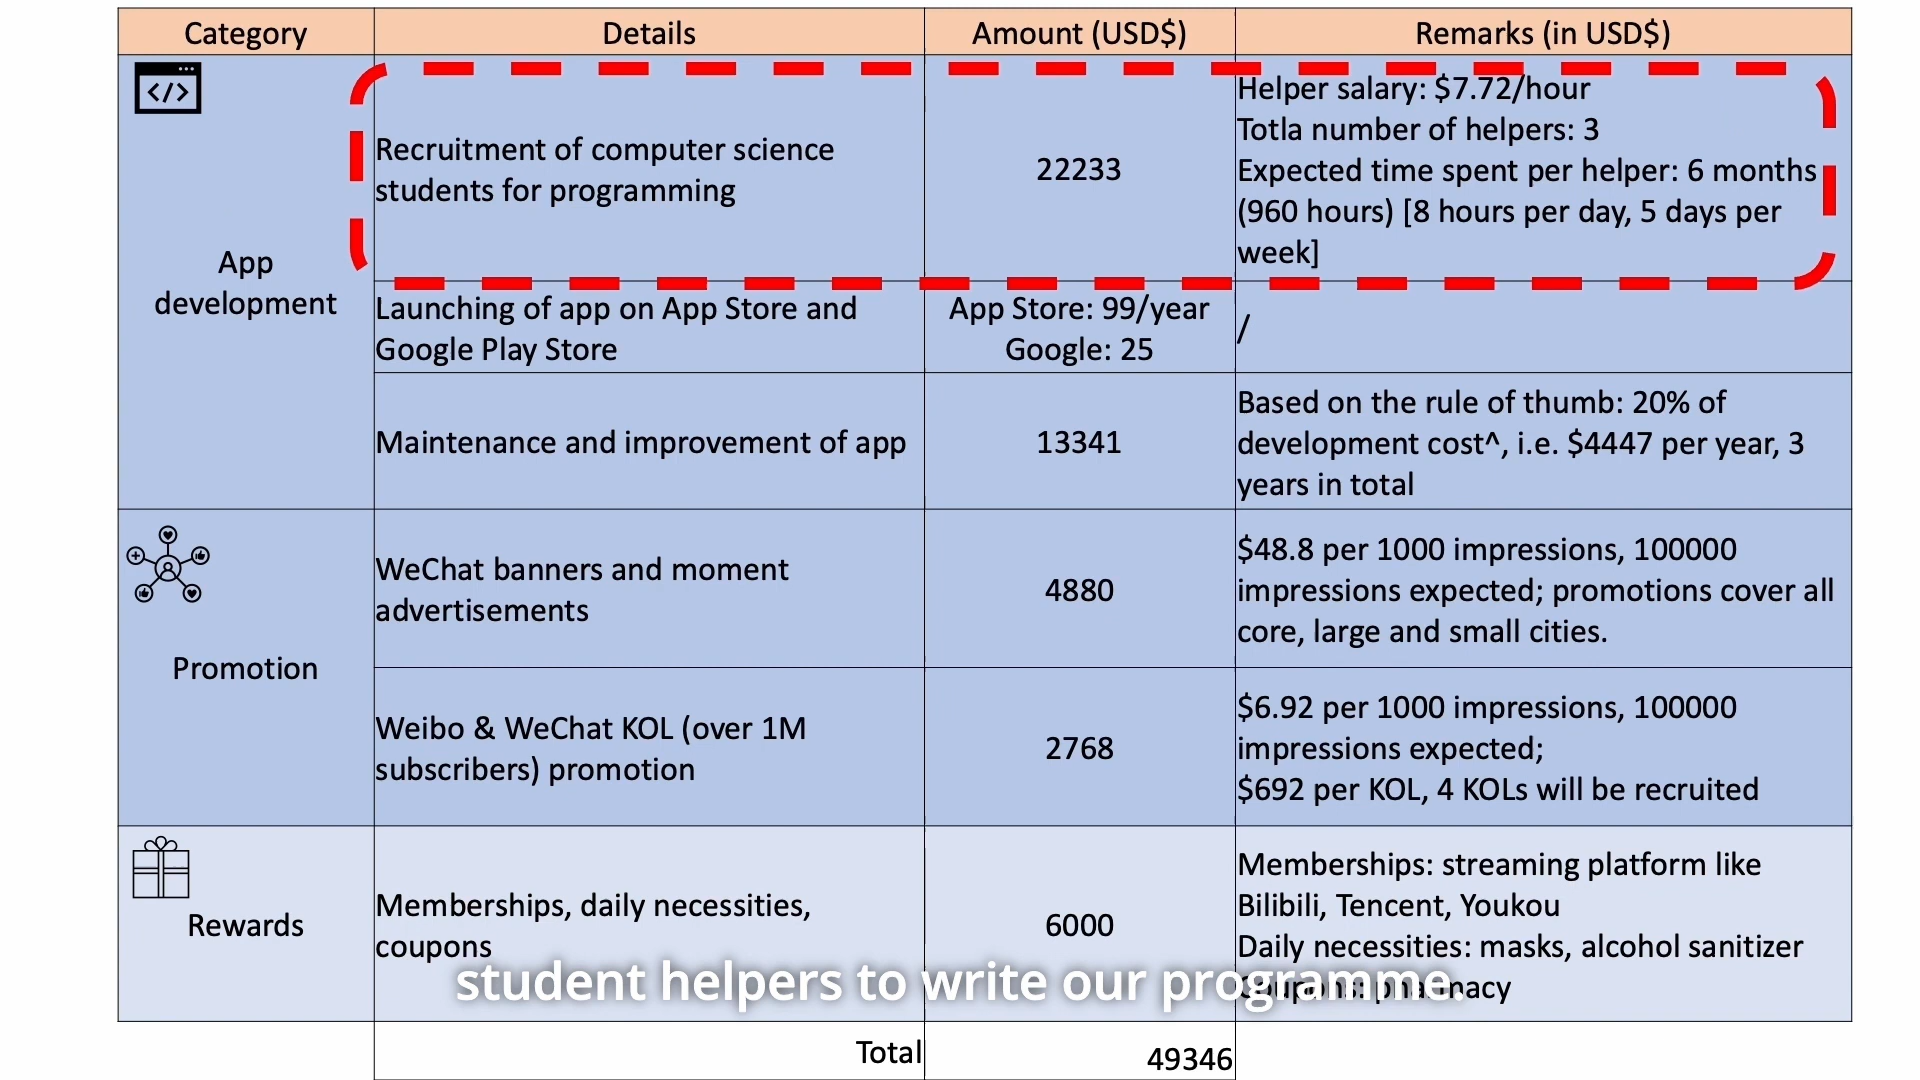 Category Details Amount (USD$) Remarks (in USD$)
</>
App
development
Recruitment of computer science
students for programming
22233
Helper salary: $7.72/hour
Totla number of helpers: 3
Expected time spent per helper: 6 months
(960 hours) [8 hours per day, 5 days per
week]
Launching of app on App Store and
Google Play Store
App Store: 99/year
Google: 25
/
Maintenance and improvement of app
13341
Based on the rule of thumb: 20% of
development cost^, i.e. $4447 per year, 3
years in total
Promotion
WeChat banners and moment
advertisements
4880
$48.8 per 1000 impressions, 100000
impressions expected; promotions cover all
core, large and small cities.
Weibo & WeChat KOL (over 1M
subscribers) promotion
2768
$6.92 per 1000 impressions, 100000
impressions expected;
$692 per KOL, 4 KOLs will be recruited
Rewards
Memberships, daily necessities,
coupons
6000
Memberships: streaming platform like
Bilibili, Tencent, Youkou
Daily necessities: masks, alcohol sanitizer
Coupons: pharmacy
student helpers to write our programme.
Total 49346